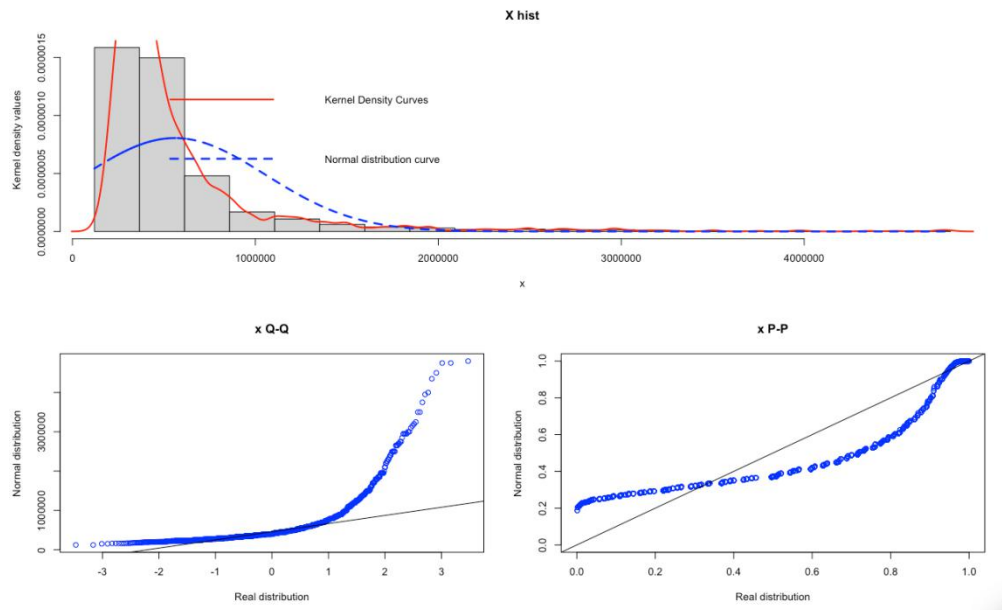 X hist
Kernel density values
0.0000000
0.0000005
0.0000010
0.0000015
Kernel Density Curves
Normal distribution curve
0 1000000 2000000 3000000 4000000
x
x Q-Q
Normal distribution
0 1000000 3000000
-3 -2 -1 0 1 2 3
Real distribution
x P-P
Normal distribution
0.0 0.2 0.4 0.6 0.8 1.0
0.0 0.2 0.4 0.6 0.8 1.0
Real distribution